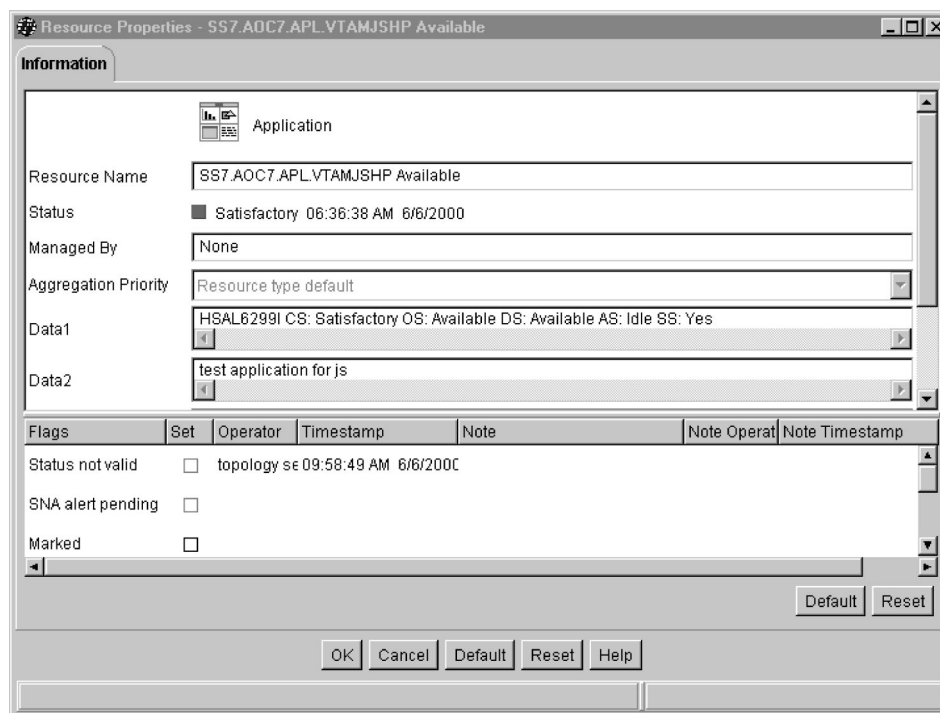 Resource Properties - SS7.AOC7.APL.VTAMJSHP Available
Information
Application
Resource Name SS7.AOC7.APL.VTAMJSHP Available
Status Satisfactory 06:36:38 AM 6/6/2000
Managed By None
Aggregation Priority Resource type default
Data1 HSAL6299I CS: Satisfactory OS: Available DS: Available AS: Idle SS: Yes
Data2 test application for js
Flags Set Operator Timestamp Note Note Operat Note Timestamp
Status not valid topology se 09:58:49 AM 6/6/200
SNA alert pending
Marked
Default Reset
OK Cancel Default Reset Help